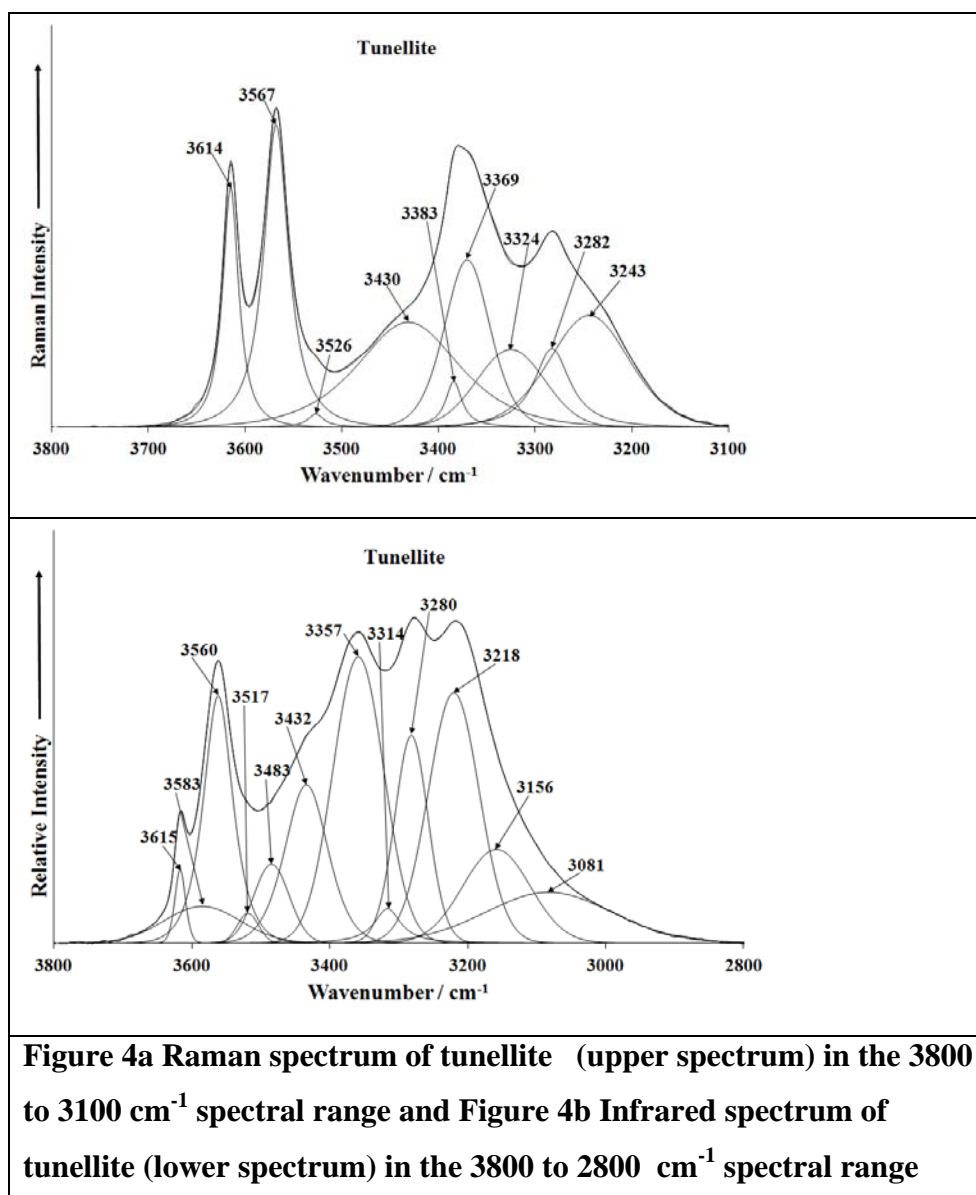 Tunellite
3567
3614
3369
3383
3324
3282
3243
3430
3526
Raman Intensity
3800 3700 3600 3500 3400 3300 3200 3100
Wavenumber / cm⁻¹
Tunellite
3280
3357
3314
3560
3218
3517
3432
3483
3583
3156
3615
3081
Relative Intensity
3800 3600 3400 3200 3000 2800
Wavenumber / cm⁻¹
Figure 4a Raman spectrum of tunellite (upper spectrum) in the 3800
to 3100 cm⁻¹ spectral range and Figure 4b Infrared spectrum of
tunellite (lower spectrum) in the 3800 to 2800 cm⁻¹ spectral range